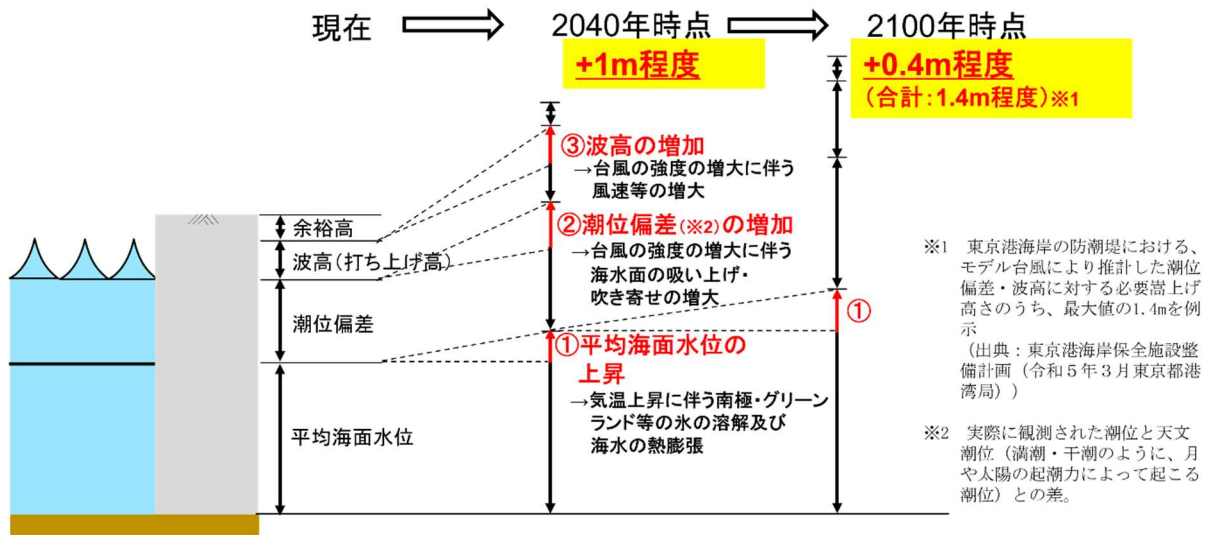 現在
2040年時点
2100年時点
+1m程度
+0.4m程度
(合計：1.4m程度)※1
余裕高
波高(打ち上げ高)
潮位偏差
平均海面水位
③波高の増加
→台風の強度の増大に伴う
風速等の増大
②潮位偏差(※2)の増加
→台風の強度の増大に伴う
海水面の吸い上げ・
吹き寄せの増大
①平均海面水位の
上昇
→気温上昇に伴う南極・グリーン
ランド等の氷の溶解及び
海水の熱膨張
①
※1 東京港海岸の防潮堤における、
モデル台風により推計した潮位
偏差・波高に対する必要嵩上げ
高さのうち、最大値の1.4mを例
示
（出典：東京港海岸保全施設整
備計画（令和５年３月東京都港
湾局））
※2 実際に観測された潮位と天文
潮位（満潮・干潮のように、月
や太陽の起潮力によって起こる
潮位）との差。